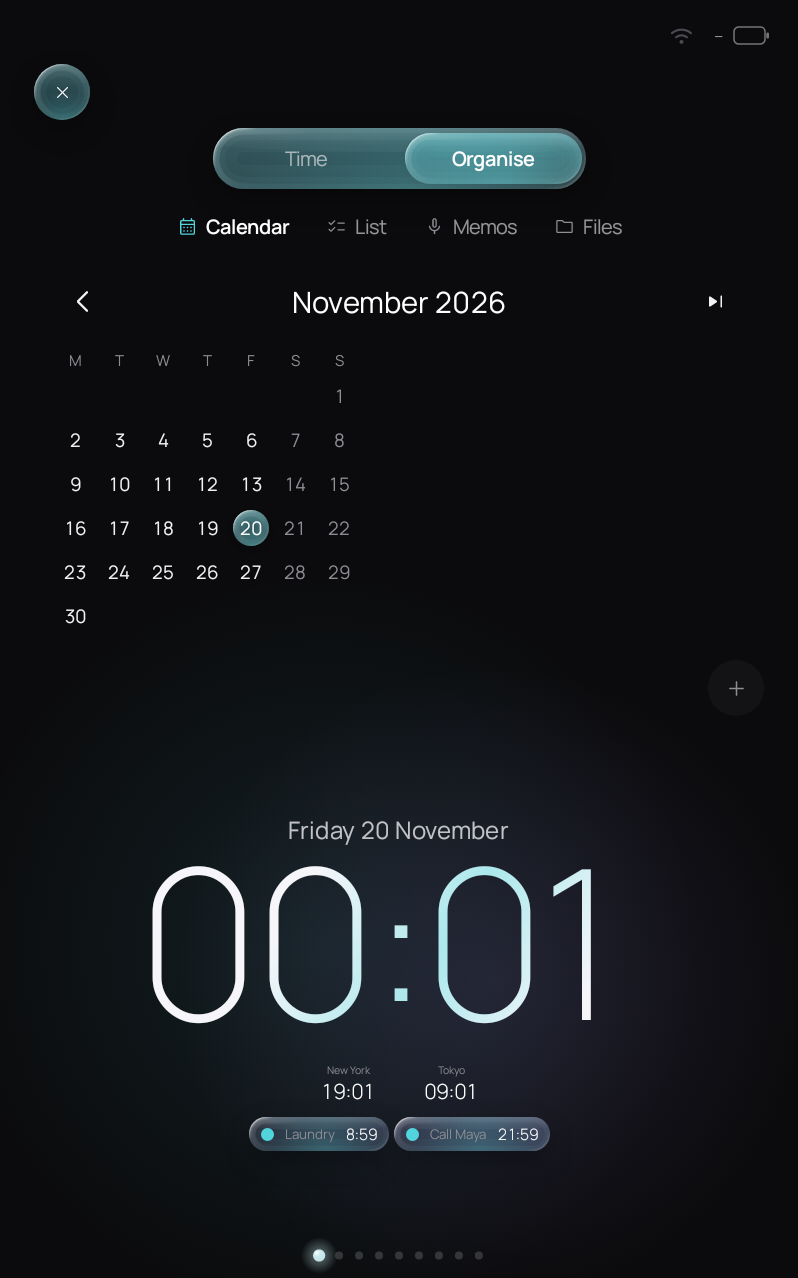 Time Organise
Calendar List Memos Files
November 2026
M T W T F S S
1
2 3 4 5 6 7 8
9 10 11 12 13 14 15
16 17 18 19 20 21 22
23 24 25 26 27 28 29
30
Friday 20 November
00:01
New York Tokyo
19:01 09:01
Laundry 8:59 Call Maya 21:59